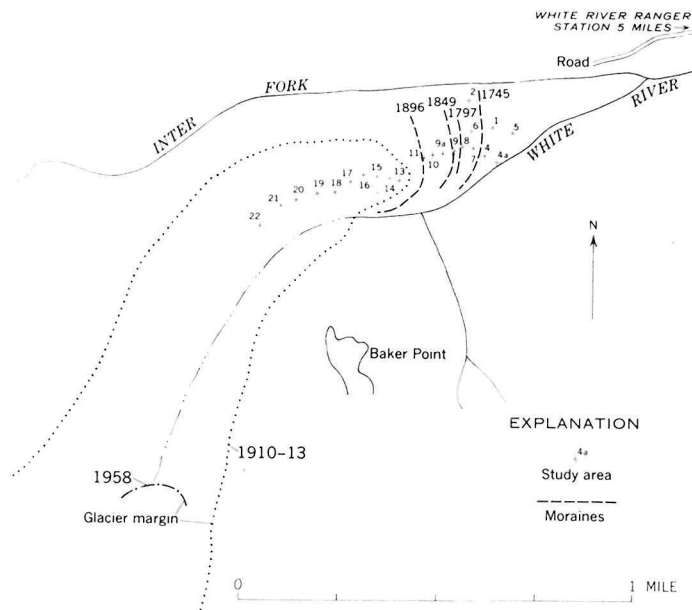 WHITE RIVER RANGER
STATION 5 MILES
Road
INTER FORK
WHITE RIVER
1896
1849
1797
1745
2
6
1
5
9a
9
8
7
4
4a
11
10
17
15
13
16
14
22
21
20
19
18
N
Baker Point
EXPLANATION
4a
Study area
Moraines
1910-13
1958
Glacier margin
0
1 MILE